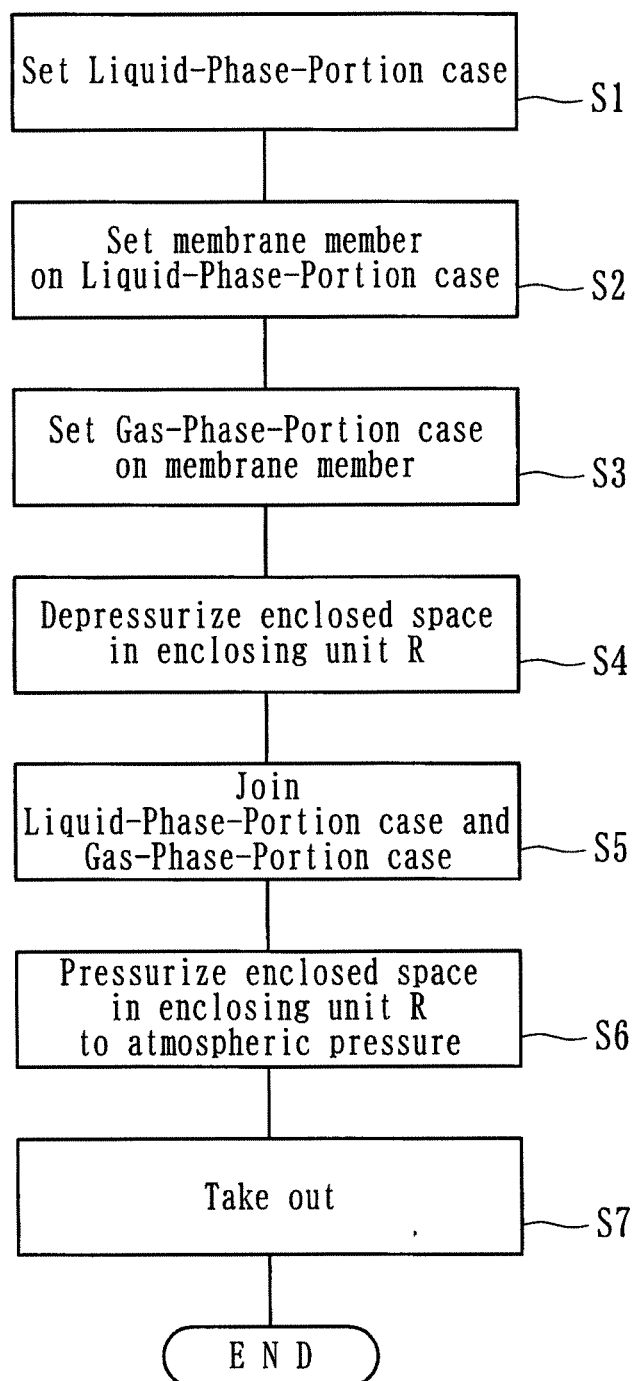 Set Liquid-Phase-Portion case
S1
Set membrane member
on Liquid-Phase-Portion case
S2
Set Gas-Phase-Portion case
on membrane member
S3
Depressurize enclosed space
in enclosing unit R
S4
Join
Liquid-Phase-Portion case and
Gas-Phase-Portion case
S5
Pressurize enclosed space
in enclosing unit R
to atmospheric pressure
S6
Take out
S7
END